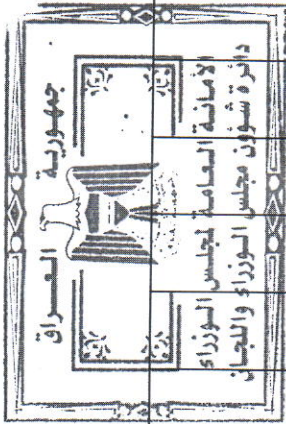 جمهورية العراق
الأمانة العامة لمجلس الوزراء
دائرة شؤون مجلس الوزراء واللجان